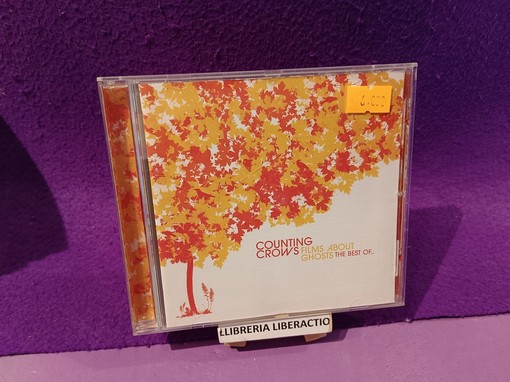 COUNTING
CROWS FILMS ABOUT
GHOSTS THE BEST OF..
LLIBRERIA LIBERACTIO